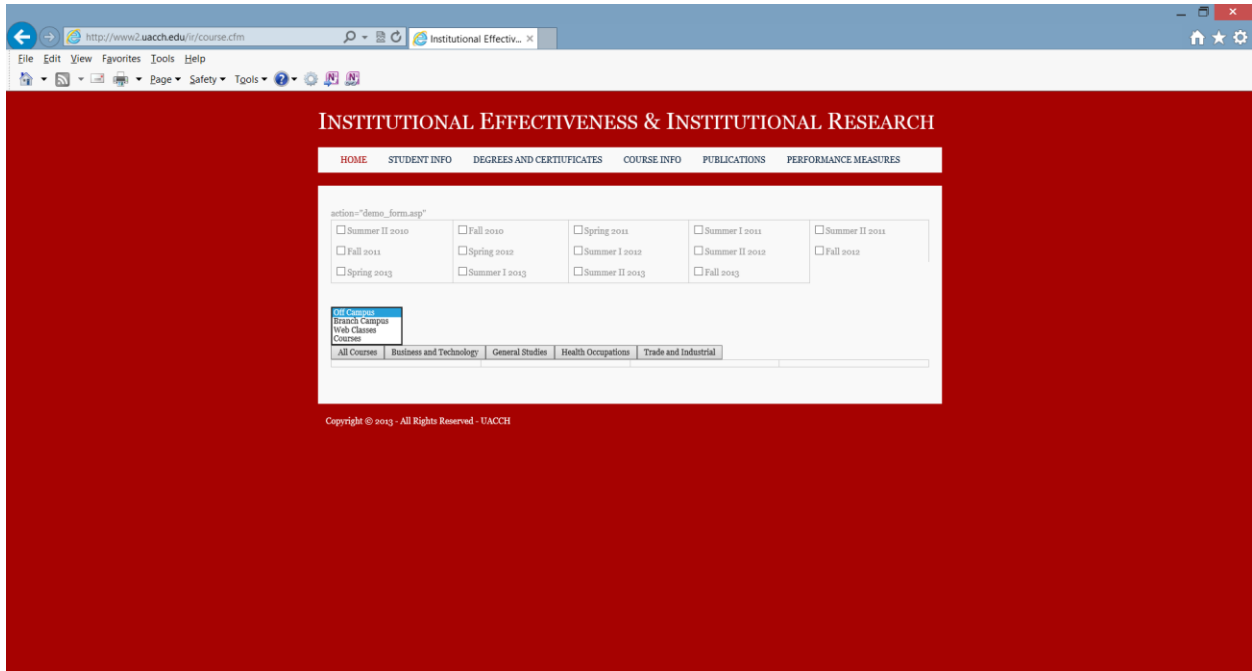 http://www2.uacch.edu/ir/course.cfm
Institutional Effectiv...
File Edit View Favorites Tools Help
Page Safety Tools
INSTITUTIONAL EFFECTIVENESS & INSTITUTIONAL RESEARCH
HOME STUDENT INFO DEGREES AND CERTIUFICATES COURSE INFO PUBLICATIONS PERFORMANCE MEASURES
action="demo_form.asp"
Summer II 2010 Fall 2010 Spring 2011 Summer I 2011 Summer II 2011
Fall 2011 Spring 2012 Summer I 2012 Summer II 2012 Fall 2012
Spring 2013 Summer I 2013 Summer II 2013 Fall 2013
Off Campus
Branch Campus
Web Classes
Courses
All Courses Business and Technology General Studies Health Occupations Trade and Industrial
Copyright © 2013 - All Rights Reserved - UACCH